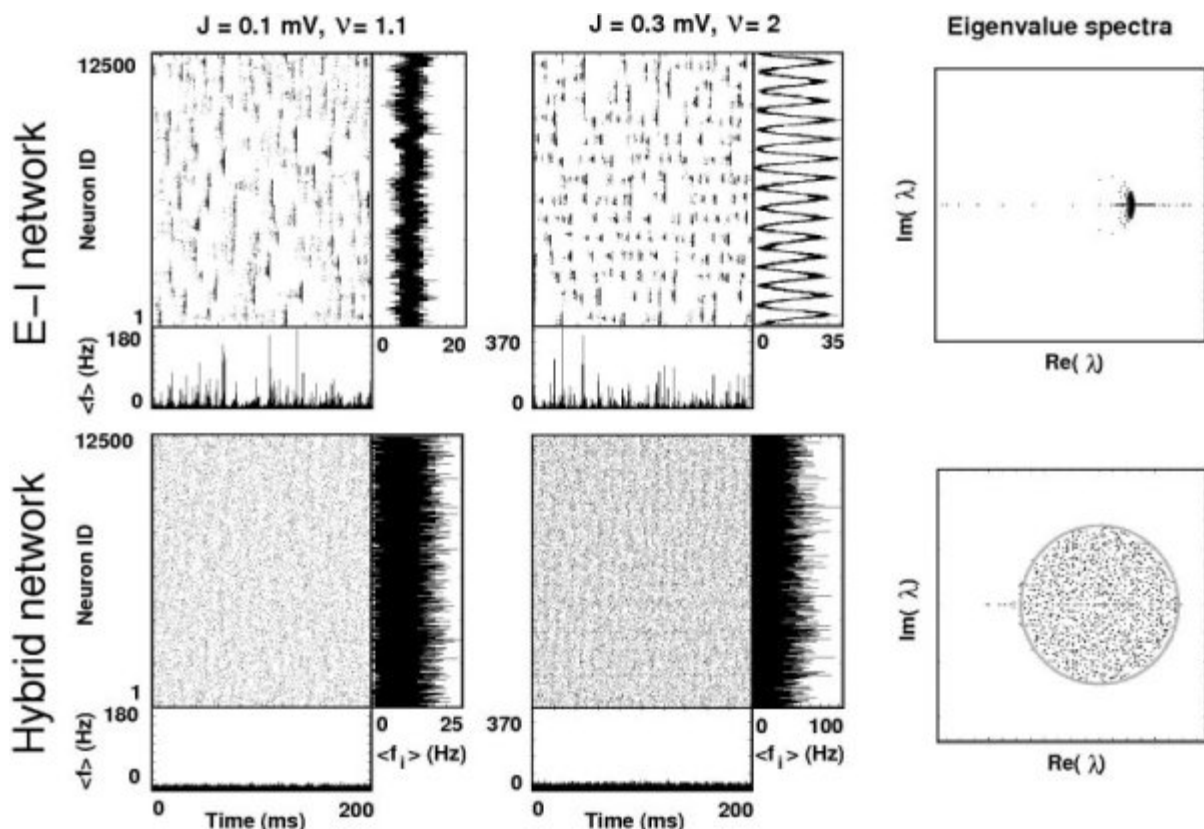 J = 0.1 mV, ν = 1.1
J = 0.3 mV, ν = 2
Eigenvalue spectra
E–I network
Neuron ID
12500
1
0
20
0
35
Im( λ)
Re( λ)
<f> (Hz)
180
0
370
0
Hybrid network
Neuron ID
12500
1
0
25
<f i > (Hz)
0
100
<f i > (Hz)
Im( λ)
Re( λ)
<f> (Hz)
180
0
370
0
0
200
Time (ms)
0
200
Time (ms)